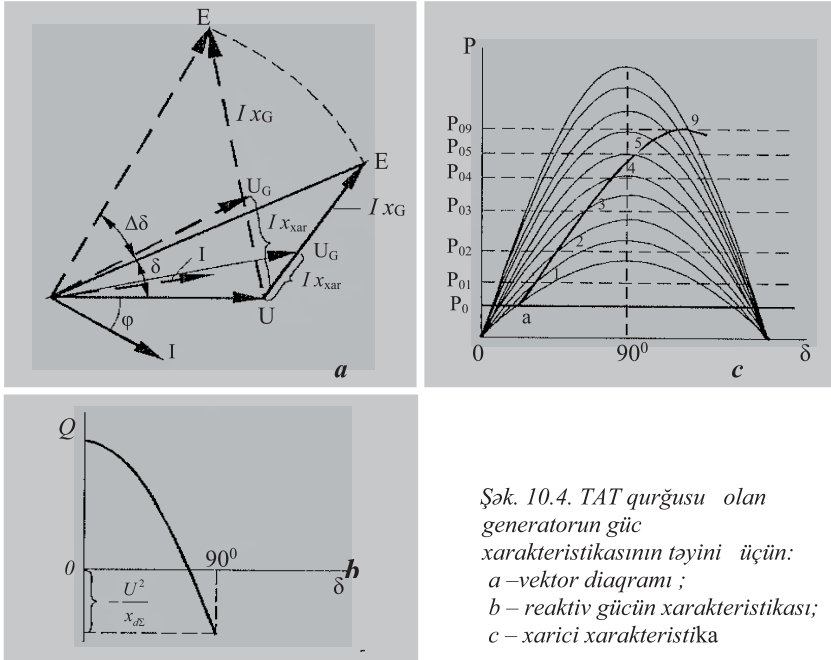 E
I xG
E
UG
I xG
Δδ
I xxar
UG
δ
I
I xxar
U
φ
I
a
P
P09
9
P05
5
P04
4
P03
3
P02
2
P01
1
P0
a
0
90⁰
δ
c
Q
0
90⁰
δ
b
- U²
xdΣ
Şək. 10.4. TAT qurğusu olan
generatorun güc
xarakteristikasının təyini üçün:
a –vektor diaqramı ;
b – reaktiv gücün xarakteristikası;
c – xarici xarakteristika